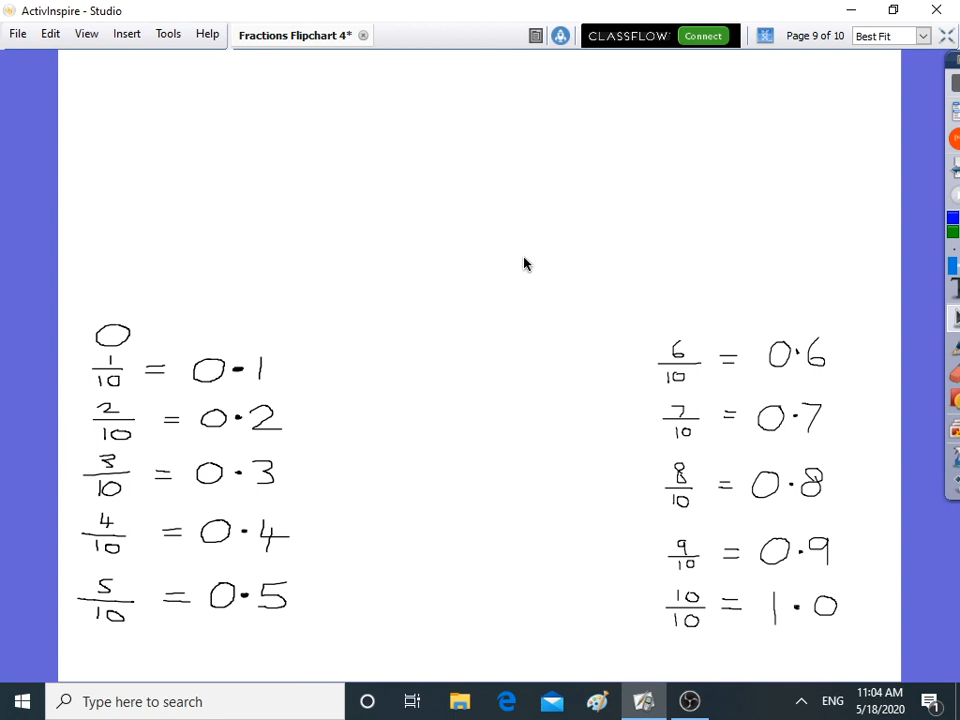 ActivInspire - Studio
File Edit View Insert Tools Help Fractions Flipchart 4* CLASSFLOW Connect Page 9 of 10 Best Fit
0
1/10 = 0·1
2/10 = 0·2
3/10 = 0·3
4/10 = 0·4
5/10 = 0·5
6/10 = 0·6
7/10 = 0·7
8/10 = 0·8
9/10 = 0·9
10/10 = 1·0
Type here to search
ENG
11:04 AM
5/18/2020
1